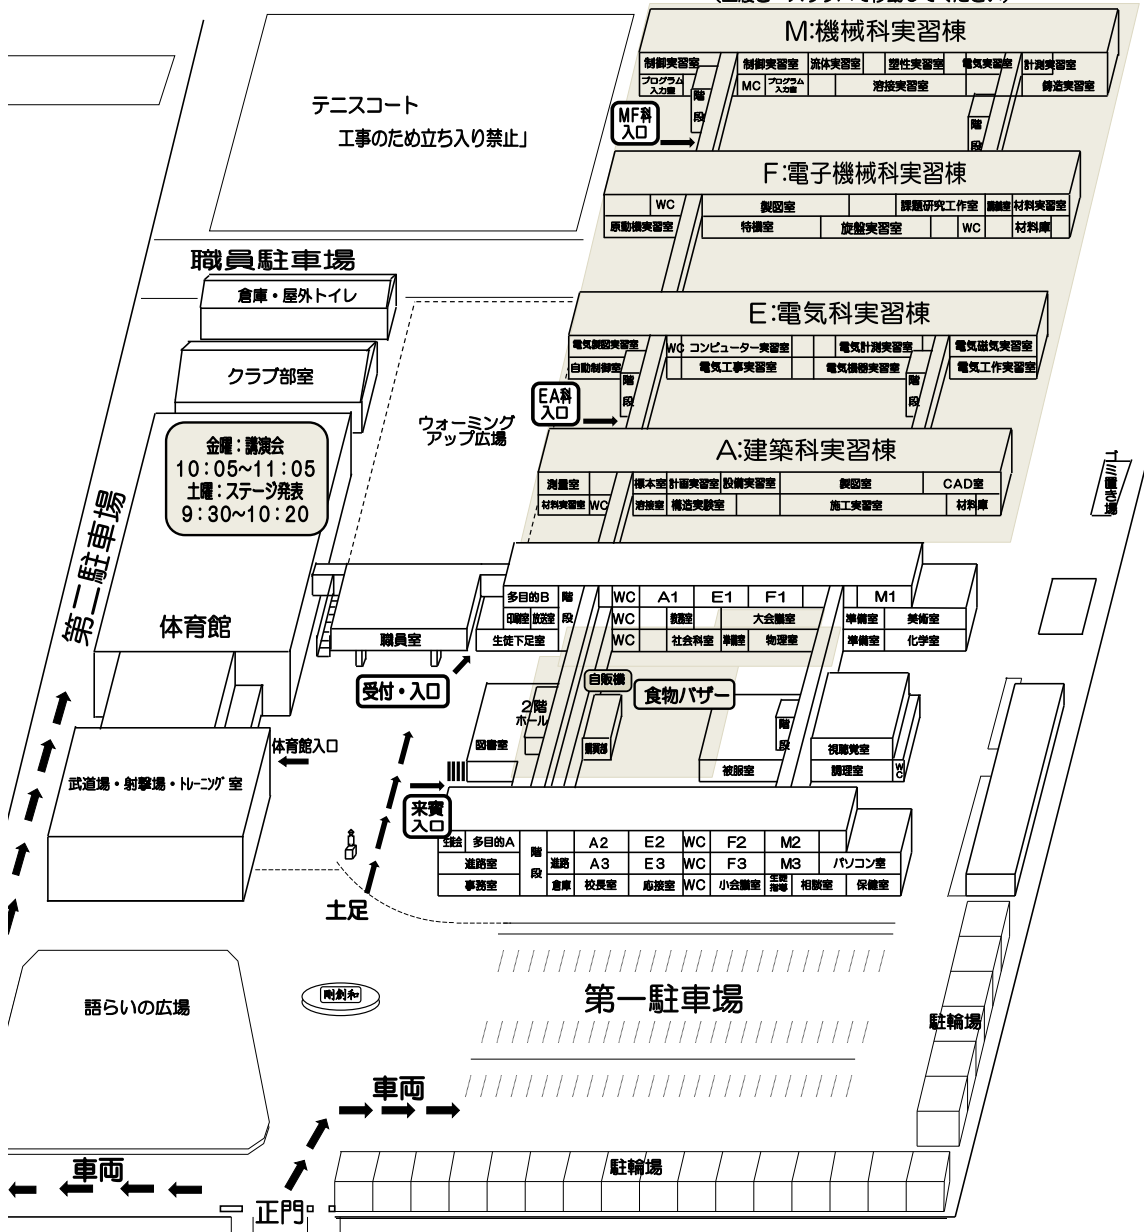 M:機械科実習棟
制御実習室 制御実習室 流体実習室 塑性実習室 電気実習室 計測実習室
プログラム入力室 MC プログラム入力室 溶接実習室 鋳造実習室
階段
階段
テニスコート
工事のため立ち入り禁止」
MF科
入口
F:電子機械科実習棟
WC 製図室 課題研究工作室 材料実習室
原動機実習室 特機室 旋盤実習室 WC 材料庫
職員駐車場
倉庫・屋外トイレ
クラブ部室
E:電気科実習棟
電気製図実習室 WC コンピューター実習室 電気計測実習室 電気磁気実習室
自動制御室 電気工事実習室 電気機器実習室 電気工作実習室
階段
階段
EA科
入口
ウォーミング
アップ広場
金曜：講演会
10：05~11：05
土曜：ステージ発表
9：30~10：20
A:建築科実習棟
測量室 標本室 計画実習室 設備実習室 製図室 CAD室
材料実習室 WC 溶接室 構造実験室 施工実習室 材料庫
ゴミ置き場
第二駐車場
体育館
職員室
多目的B 階段 WC A1 E1 F1 M1
印刷室 放送室 WC 教官室 大会議室 準備室 美術室
生徒下足室 WC 社会科室 準備室 物理室 準備室 化学室
受付・入口
自販機
食物バザー
2階
ホール
図書室
購買部
階段
被服室
視聴覚室
調理室 WC
体育館入口
武道場・射撃場・トレーニング室
来賓
入口
生徒会 多目的A 階段 A2 E2 WC F2 M2
進路室 進路 A3 E3 WC F3 M3 パソコン室
事務室 倉庫 校長室 応接室 WC 小会議室 生徒指導 相談室 保健室
土足
語らいの広場
剛創和
第一駐車場
駐輪場
車両
車両
駐輪場
正門